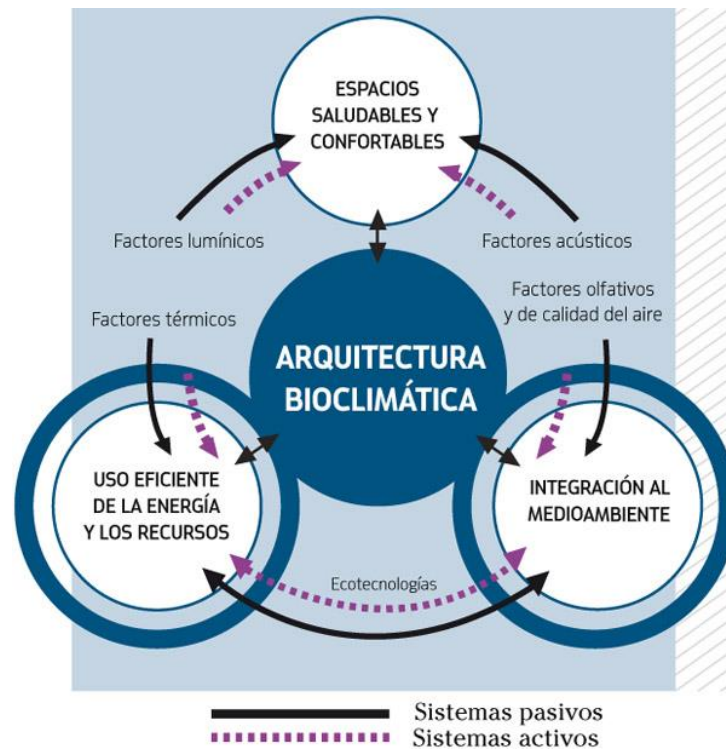 ESPACIOS
SALUDABLES Y
CONFORTABLES
Factores lumínicos
Factores acústicos
Factores térmicos
Factores olfativos
y de calidad del aire
ARQUITECTURA
BIOCLIMÁTICA
USO EFICIENTE
DE LA ENERGÍA
Y LOS RECURSOS
INTEGRACIÓN AL
MEDIOAMBIENTE
Ecotecnologías
Sistemas pasivos
Sistemas activos